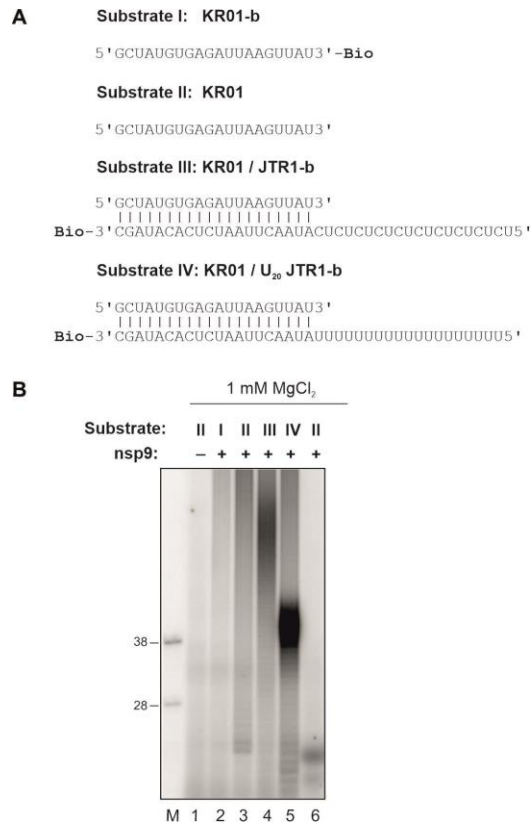 A
Substrate I: KR01-b
5'GCUAUGUGAGAUUAAGUUAU3'-Bio
Substrate II: KR01
5'GCUAUGUGAGAUUAAGUUAU3'
Substrate III: KR01 / JTR1-b
5'GCUAUGUGAGAUUAAGUUAU3'
Bio-3'CGAUACACUCUAAUUCAAUACUCUCUCUCUCUCUCUCUCU5'
Substrate IV: KR01 / U20 JTR1-b
5'GCUAUGUGAGAUUAAGUUAU3'
Bio-3'CGAUACACUCUAAUUCAAUAUUUUUUUUUUUUUUUUUUUU5'
B
1 mM MgCl2
Substrate: II I II III IV II
nsp9: – + + + + +
38
28
M 1 2 3 4 5 6